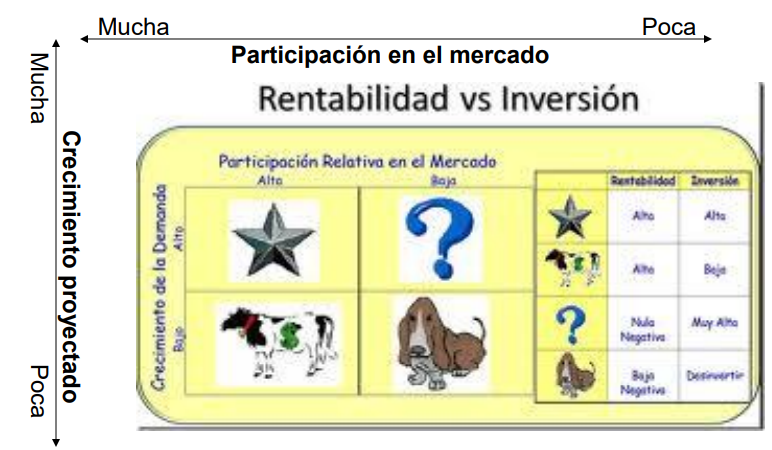 Mucha
Poca
Participación en el mercado
Mucha
Crecimiento proyectado
Poca
Rentabilidad vs Inversión
Participación Relativa en el Mercado
Alta
Baja
Crecimiento de la Demanda
Alto
Bajo
$
Rentabilidad
Inversión
Alta
Alta
Alta
Baja
Nula
Negativa
Muy Alta
Baja
Negativa
Desinvertir